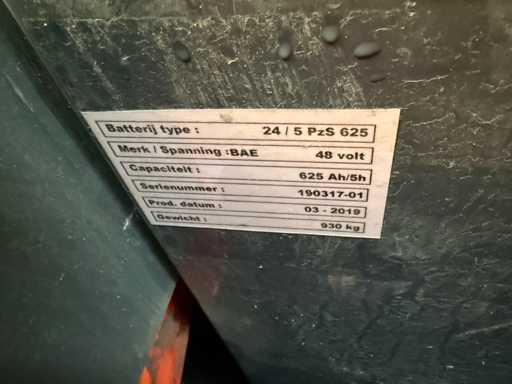 Batterij type : 24 / 5 PzS 625
Merk / Spanning :BAE 48 volt
Capaciteit : 625 Ah/5h
Serienummer : 190317-01
Prod. datum : 03 - 2019
Gewicht : 930 kg